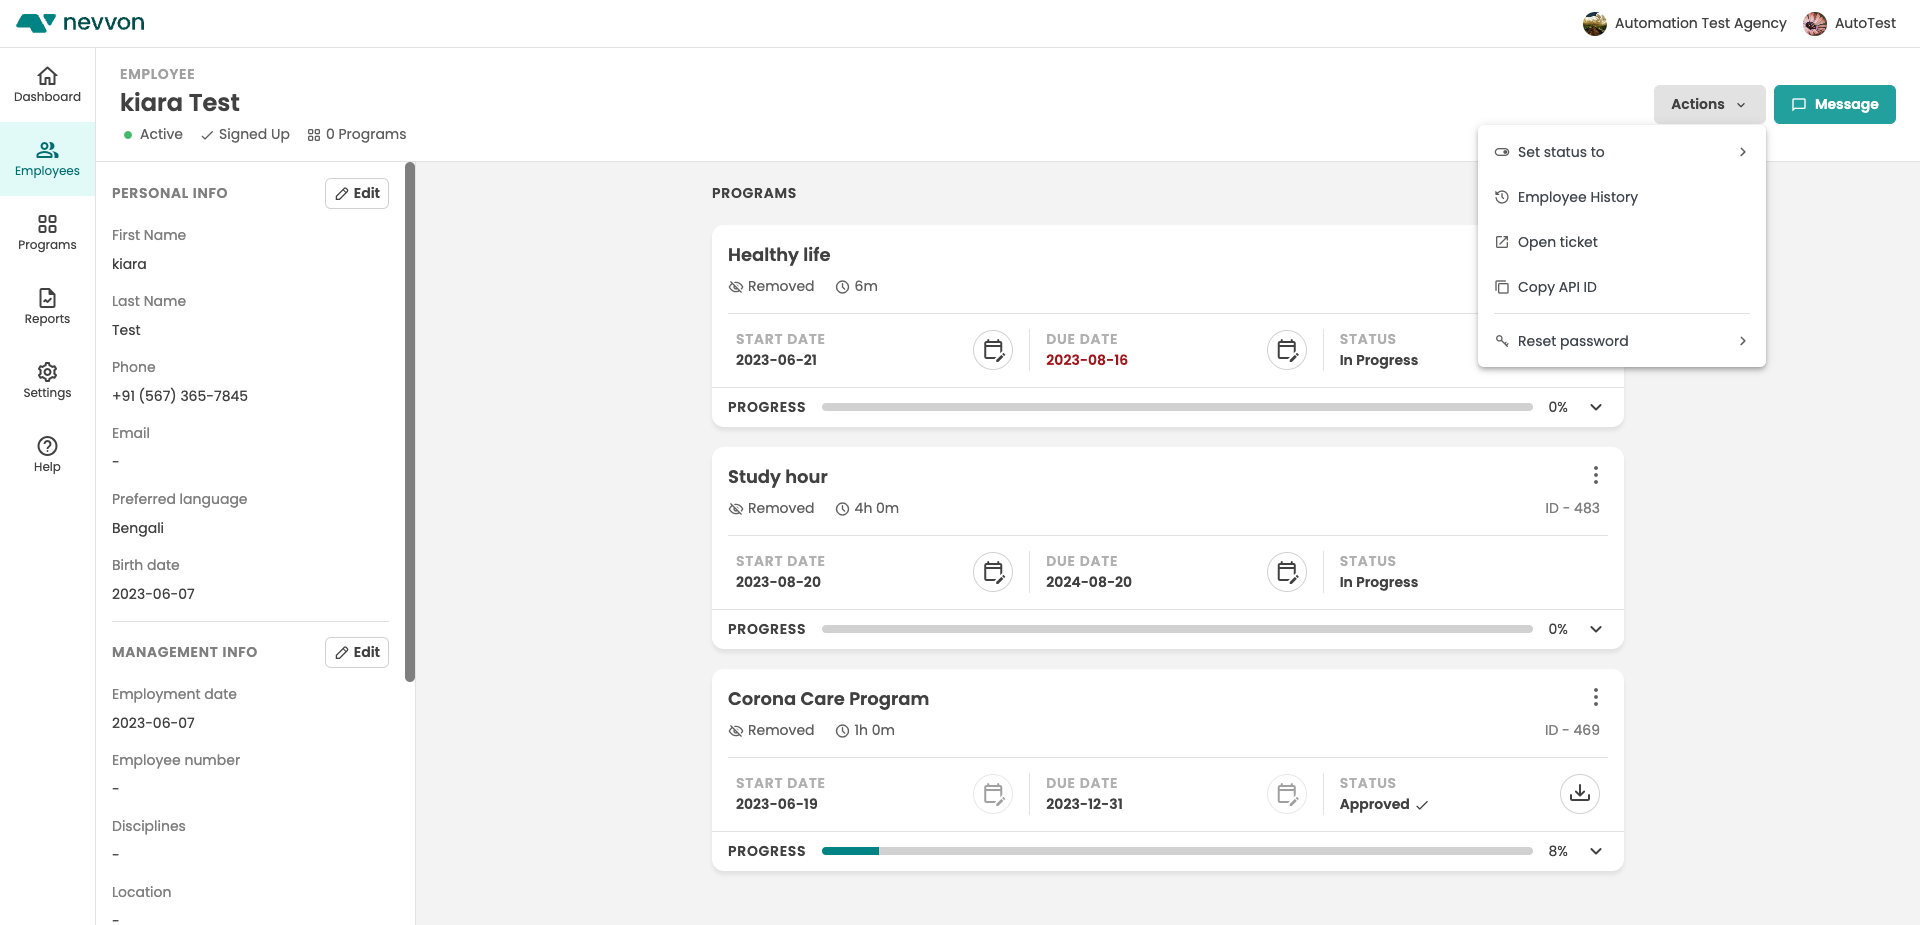 nevvon
Automation Test Agency
AutoTest
Dashboard
Employees
Programs
Reports
Settings
Help
EMPLOYEE
kiara Test
Active
Signed Up
0 Programs
Actions
Message
Set status to
Employee History
Open ticket
Copy API ID
Reset password
PERSONAL INFO
Edit
First Name
kiara
Last Name
Test
Phone
+91 (567) 365-7845
Email
-
Preferred language
Bengali
Birth date
2023-06-07
MANAGEMENT INFO
Edit
Employment date
2023-06-07
Employee number
-
Disciplines
-
Location
-
PROGRAMS
Healthy life
Removed 6m
START DATE
2023-06-21
DUE DATE
2023-08-16
STATUS
In Progress
PROGRESS 0%
Study hour
Removed 4h 0m
ID - 483
START DATE
2023-08-20
DUE DATE
2024-08-20
STATUS
In Progress
PROGRESS 0%
Corona Care Program
Removed 1h 0m
ID - 469
START DATE
2023-06-19
DUE DATE
2023-12-31
STATUS
Approved
PROGRESS 8%